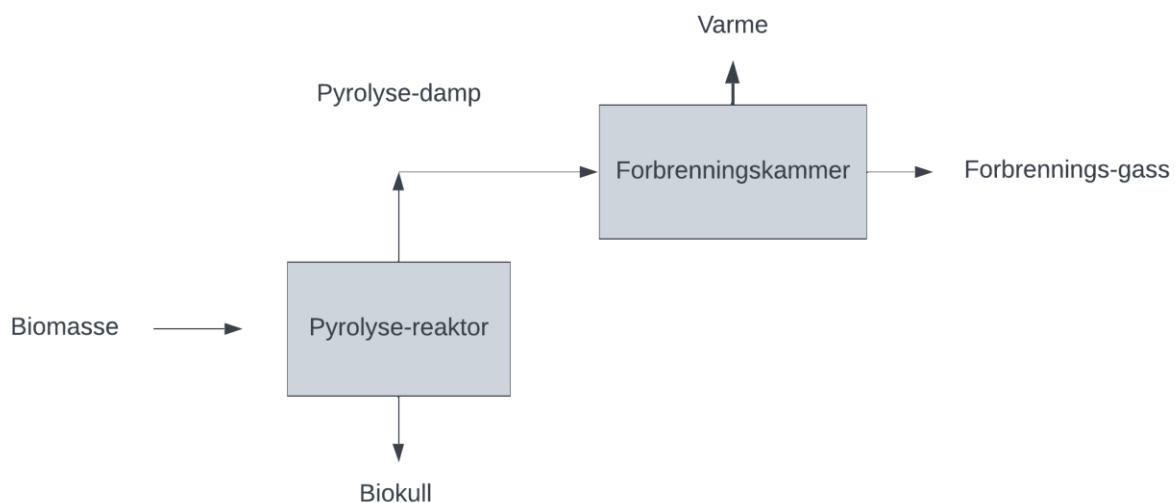 Varme
Pyrolyse-damp
Forbrenningskammer
Forbrennings-gass
Biomasse
Pyrolyse-reaktor
Biokull